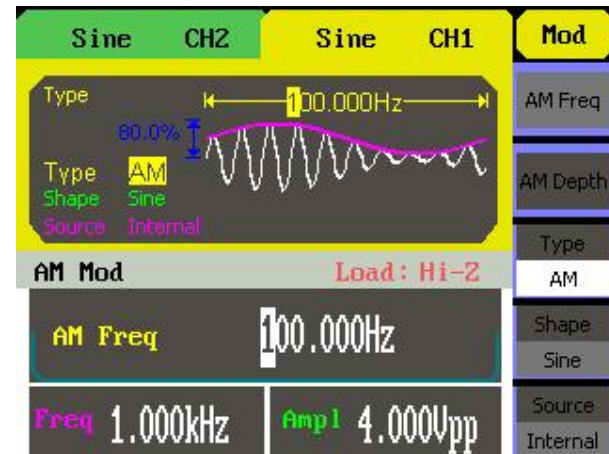 Sine CH2 Sine CH1 Mod
Type 100.000Hz AM Freq
80.0%
Type AM AM Depth
Shape Sine
Source Internal Type
AM Mod Load: Hi-Z AM
AM Freq 100.000Hz Shape
Sine
Freq 1.000kHz Ampl 4.000Vpp Source
Internal